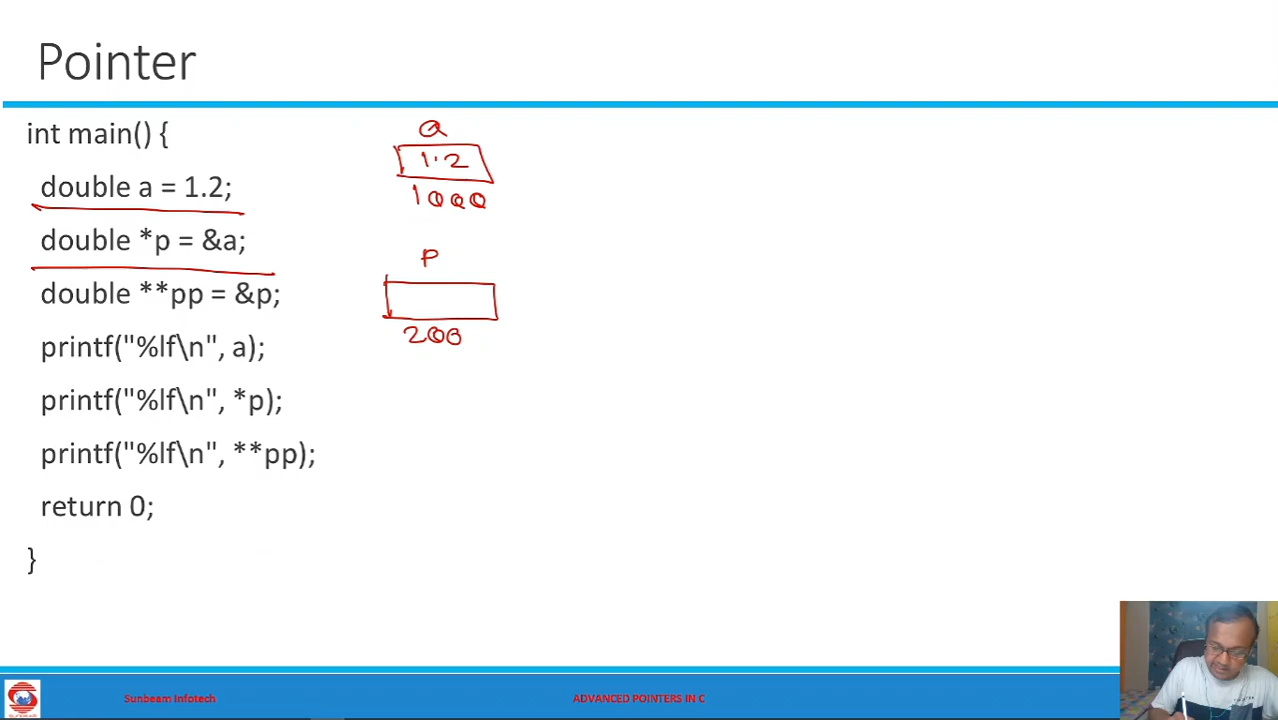 Pointer
int main() {
double a = 1.2;
double *p = &a;
double **pp = &p;
printf("%lf\n", a);
printf("%lf\n", *p);
printf("%lf\n", **pp);
return 0;
}
a
1.2
1000
P
200
Sunbeam Infotech
ADVANCED POINTERS IN C